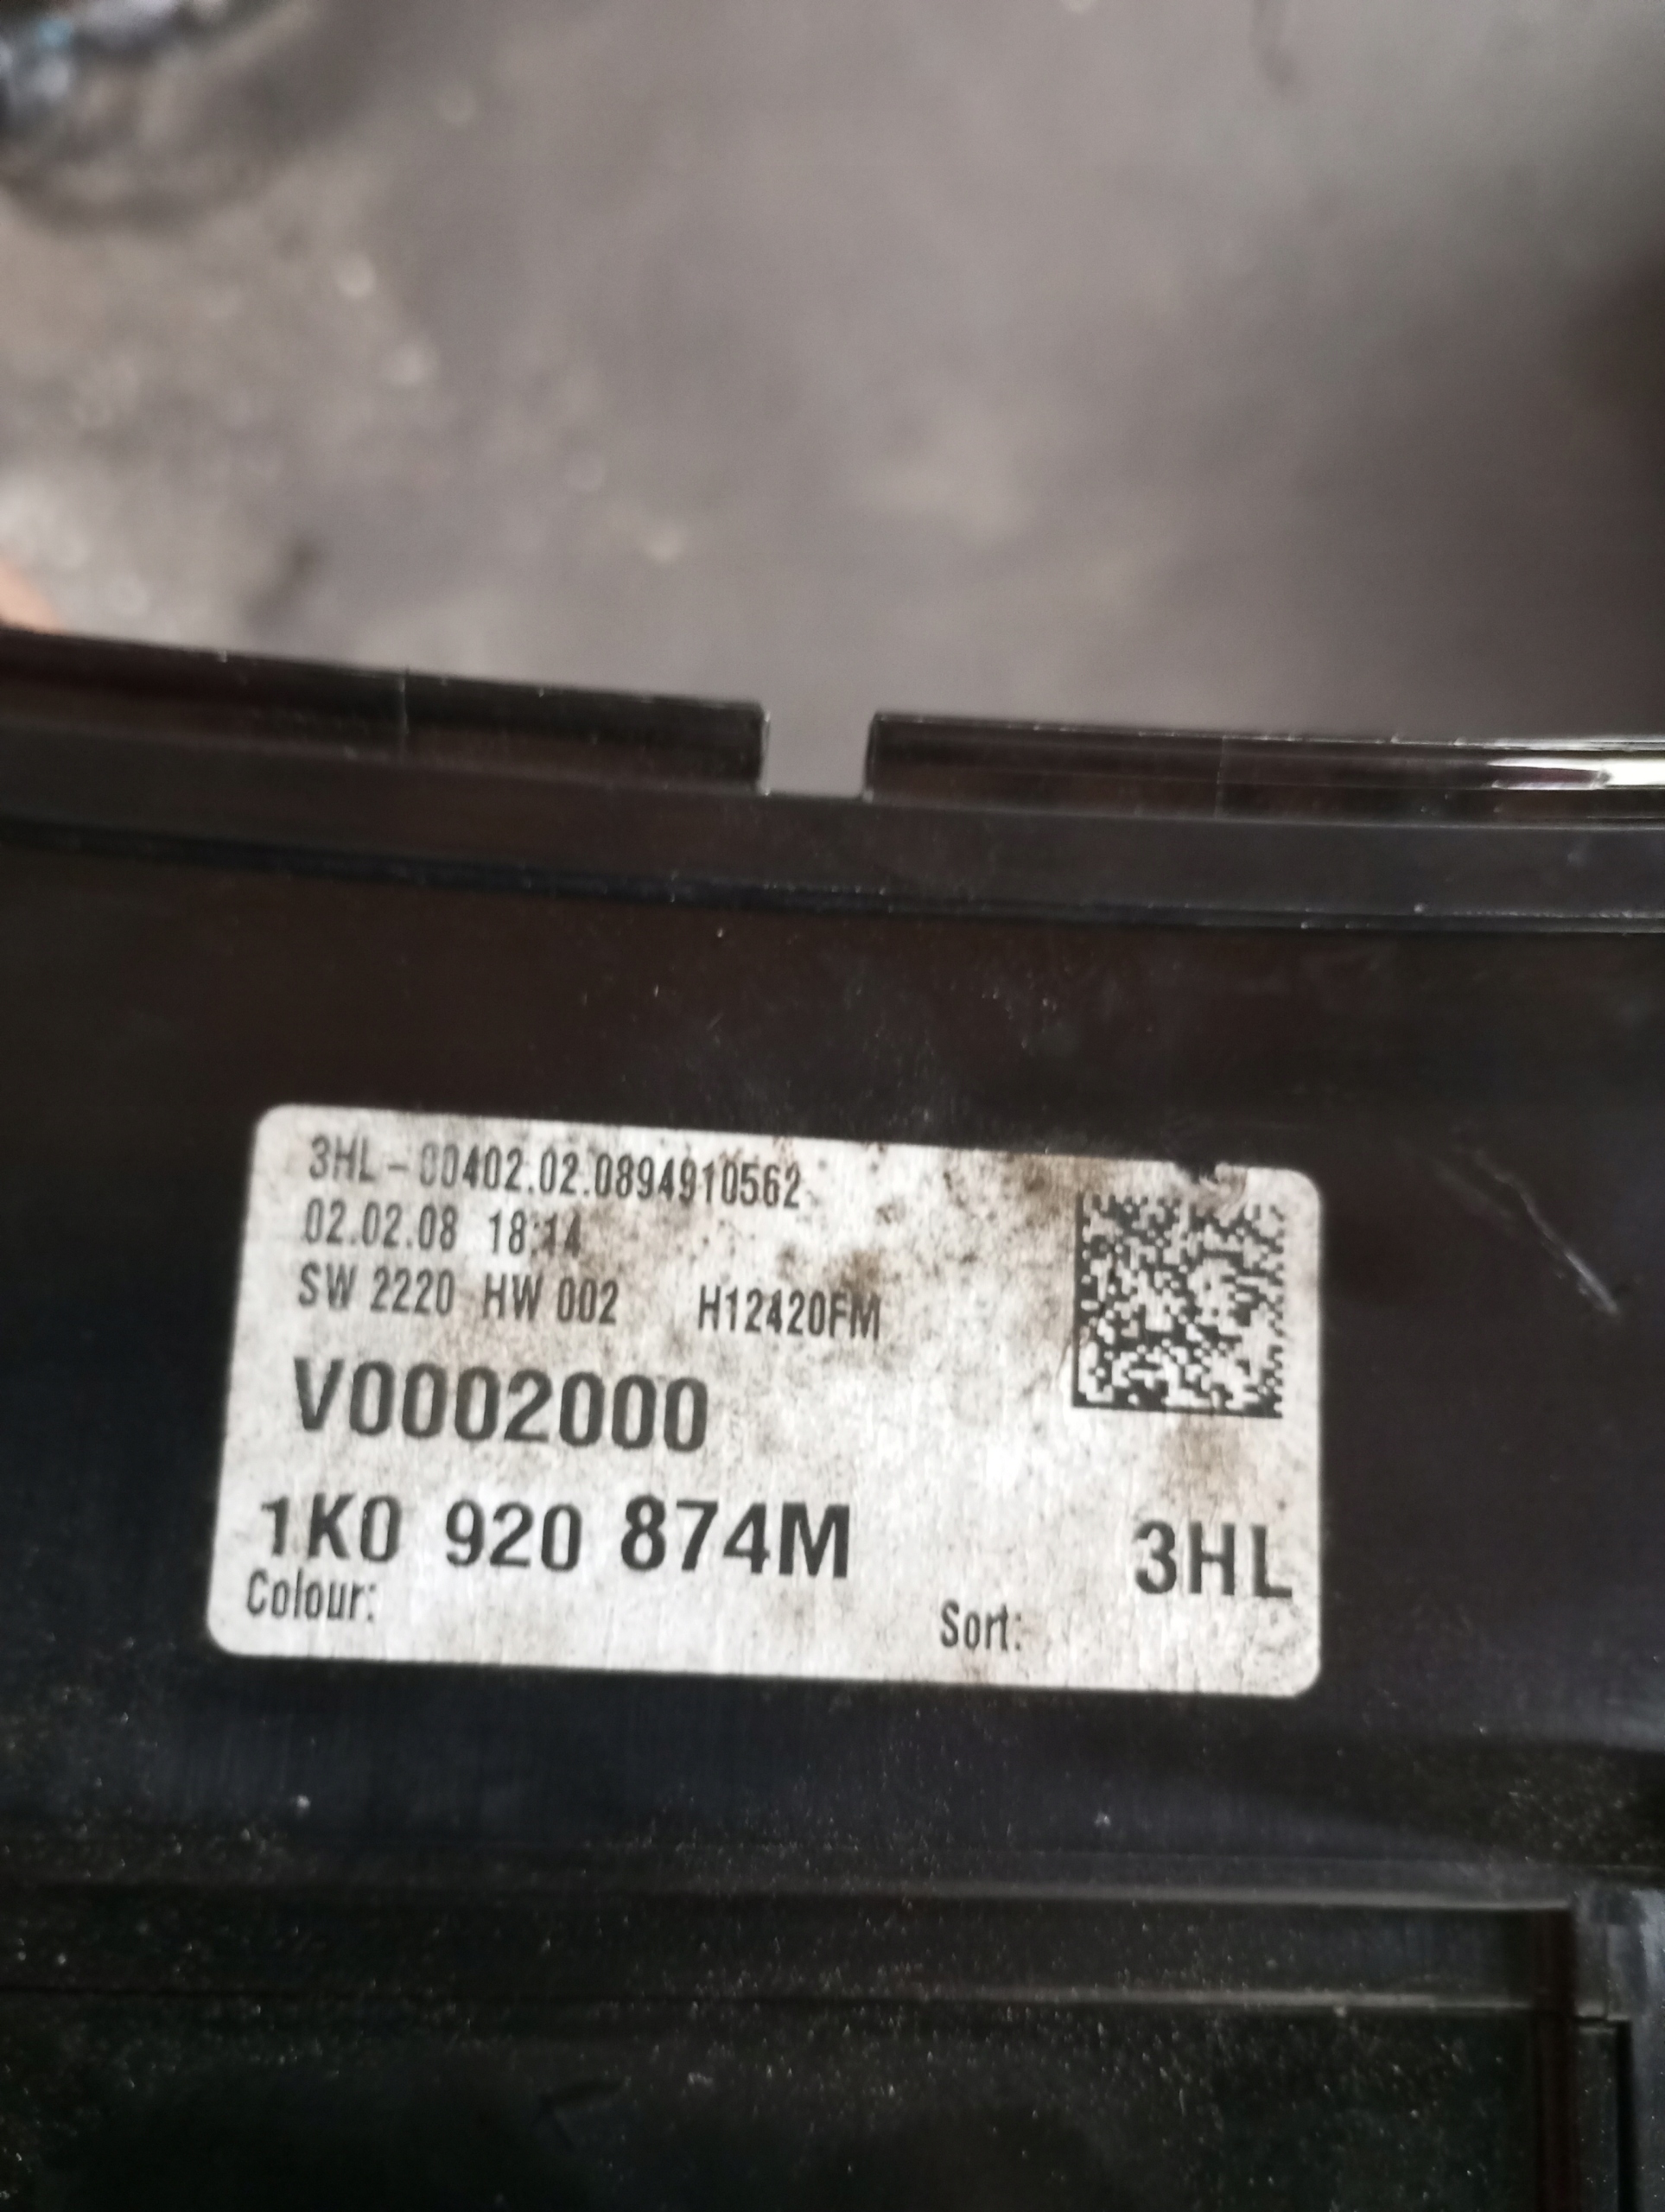 3HL-00402.02.0894910562
02.02.08 18:14
SW 2220 HW 002 H12420FM
V0002000
1K0 920 874M 3HL
Colour: Sort: